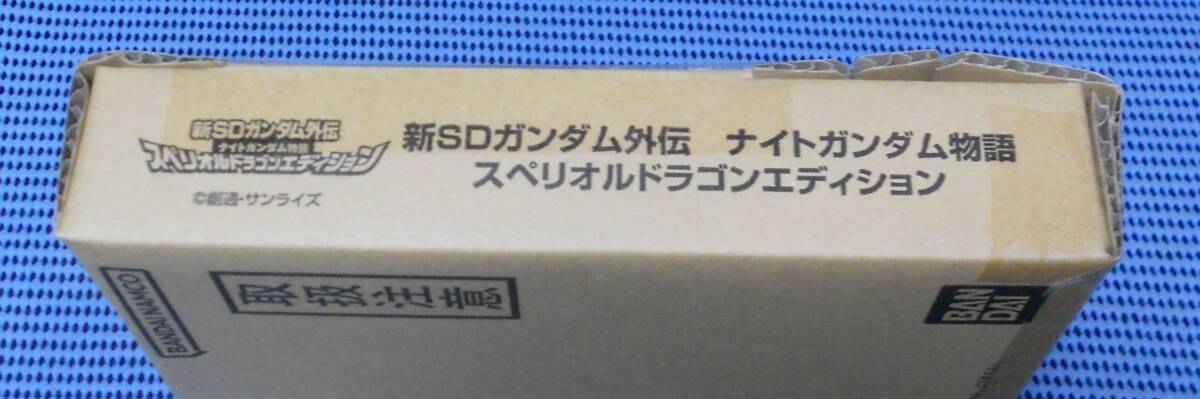 新SDガンダム外伝
ナイトガンダム物語
スペリオルドラゴンエディション
©創通・サンライズ
新SDガンダム外伝 ナイトガンダム物語
スペリオルドラゴンエディション
BANDAI NAMCO
取扱注意
BAN
DAI